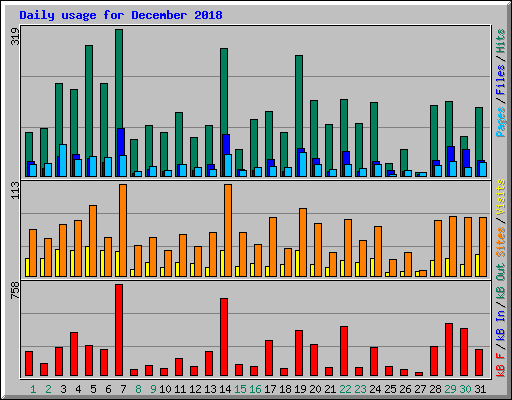 Daily usage for December 2018
319
Pages / Files / Hits
113
Sites / Visits
758
kB F / kB In / kB Out
1 2 3 4 5 6 7 8 9 10 11 12 13 14 15 16 17 18 19 20 21 22 23 24 25 26 27 28 29 30 31